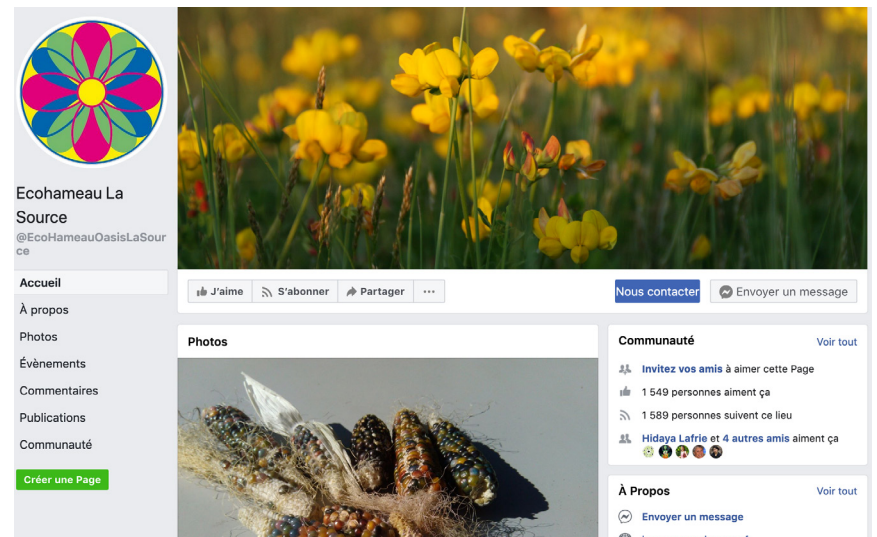 Ecohameau La
Source
@EcoHameauOasisLaSour
ce
Accueil
À propos
Photos
Évènements
Commentaires
Publications
Communauté
Créer une Page
J'aime
S'abonner
Partager
···
Nous contacter
Envoyer un message
Photos
Communauté
Voir tout
Invitez vos amis à aimer cette Page
1 549 personnes aiment ça
1 589 personnes suivent ce lieu
Hidaya Lafrie et 4 autres amis aiment ça
À Propos
Voir tout
Envoyer un message